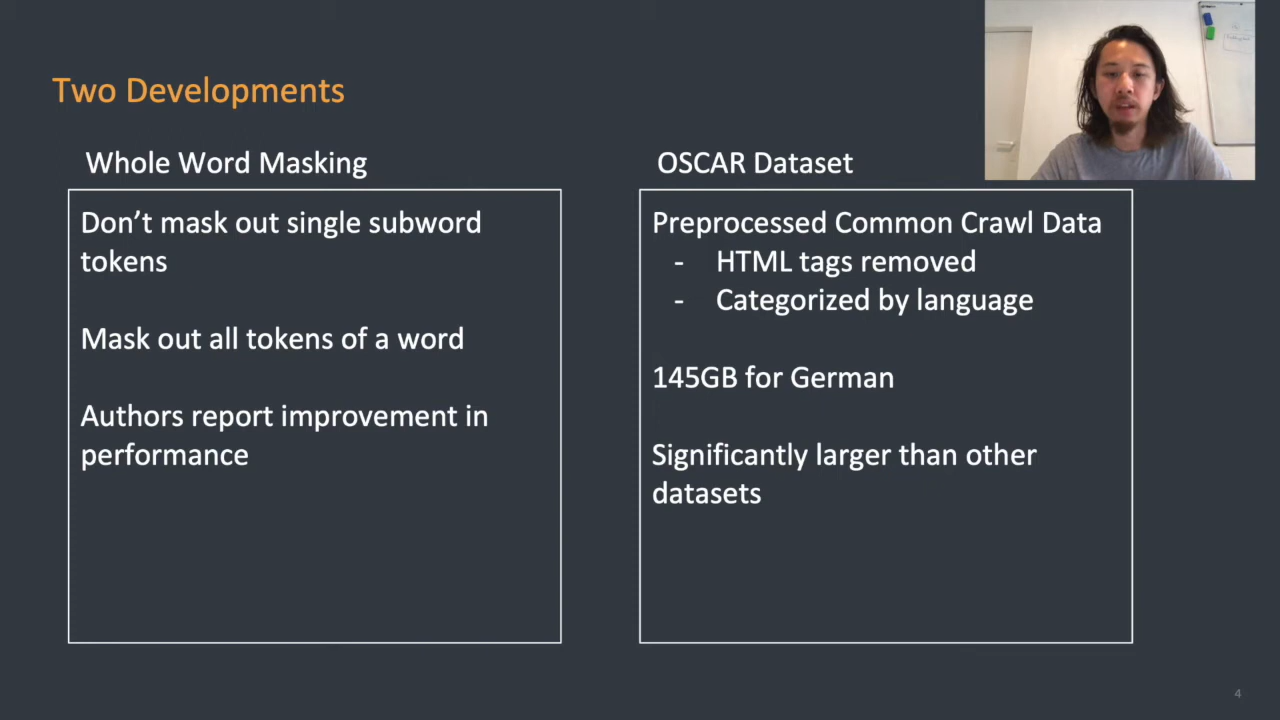 Two Developments
Whole Word Masking
Don’t mask out single subword
tokens
Mask out all tokens of a word
Authors report improvement in
performance
OSCAR Dataset
Preprocessed Common Crawl Data
- HTML tags removed
- Categorized by language
145GB for German
Significantly larger than other
datasets
4